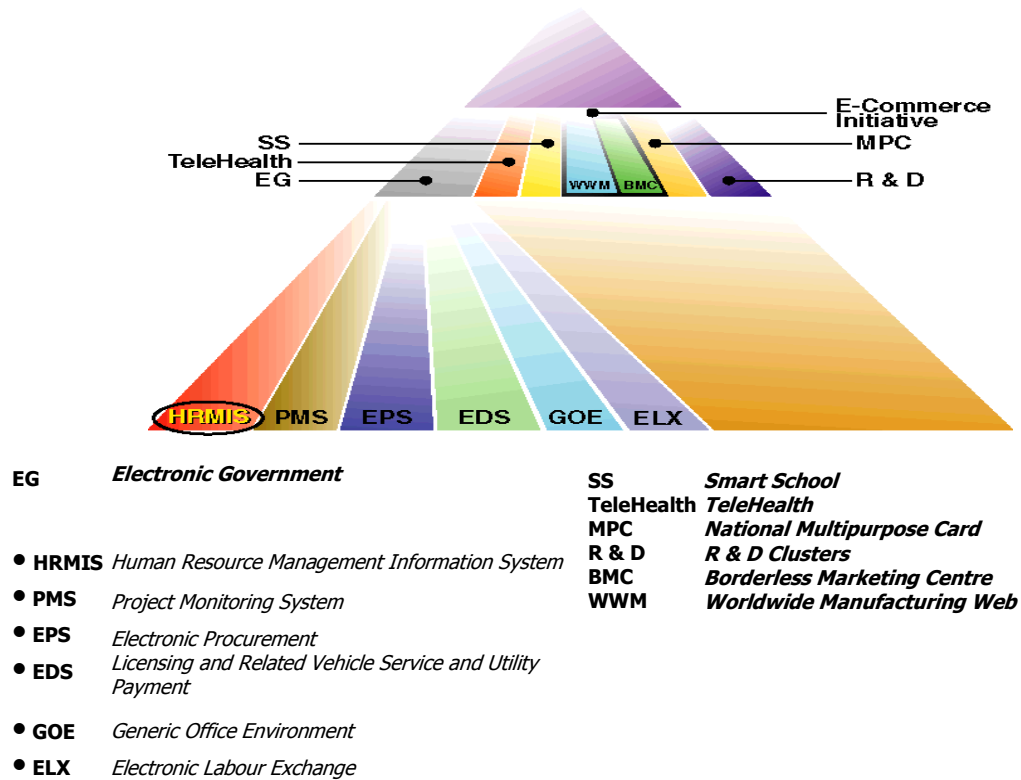 E-Commerce
Initiative
SS
MPC
TeleHealth
EG
R & D
WWM BMC
HRMIS PMS EPS EDS GOE ELX
EG Electronic Government
SS Smart School
TeleHealth TeleHealth
MPC National Multipurpose Card
R & D R & D Clusters
BMC Borderless Marketing Centre
WWM Worldwide Manufacturing Web
• HRMIS Human Resource Management Information System
• PMS Project Monitoring System
• EPS Electronic Procurement
• EDS Licensing and Related Vehicle Service and Utility
Payment
• GOE Generic Office Environment
• ELX Electronic Labour Exchange